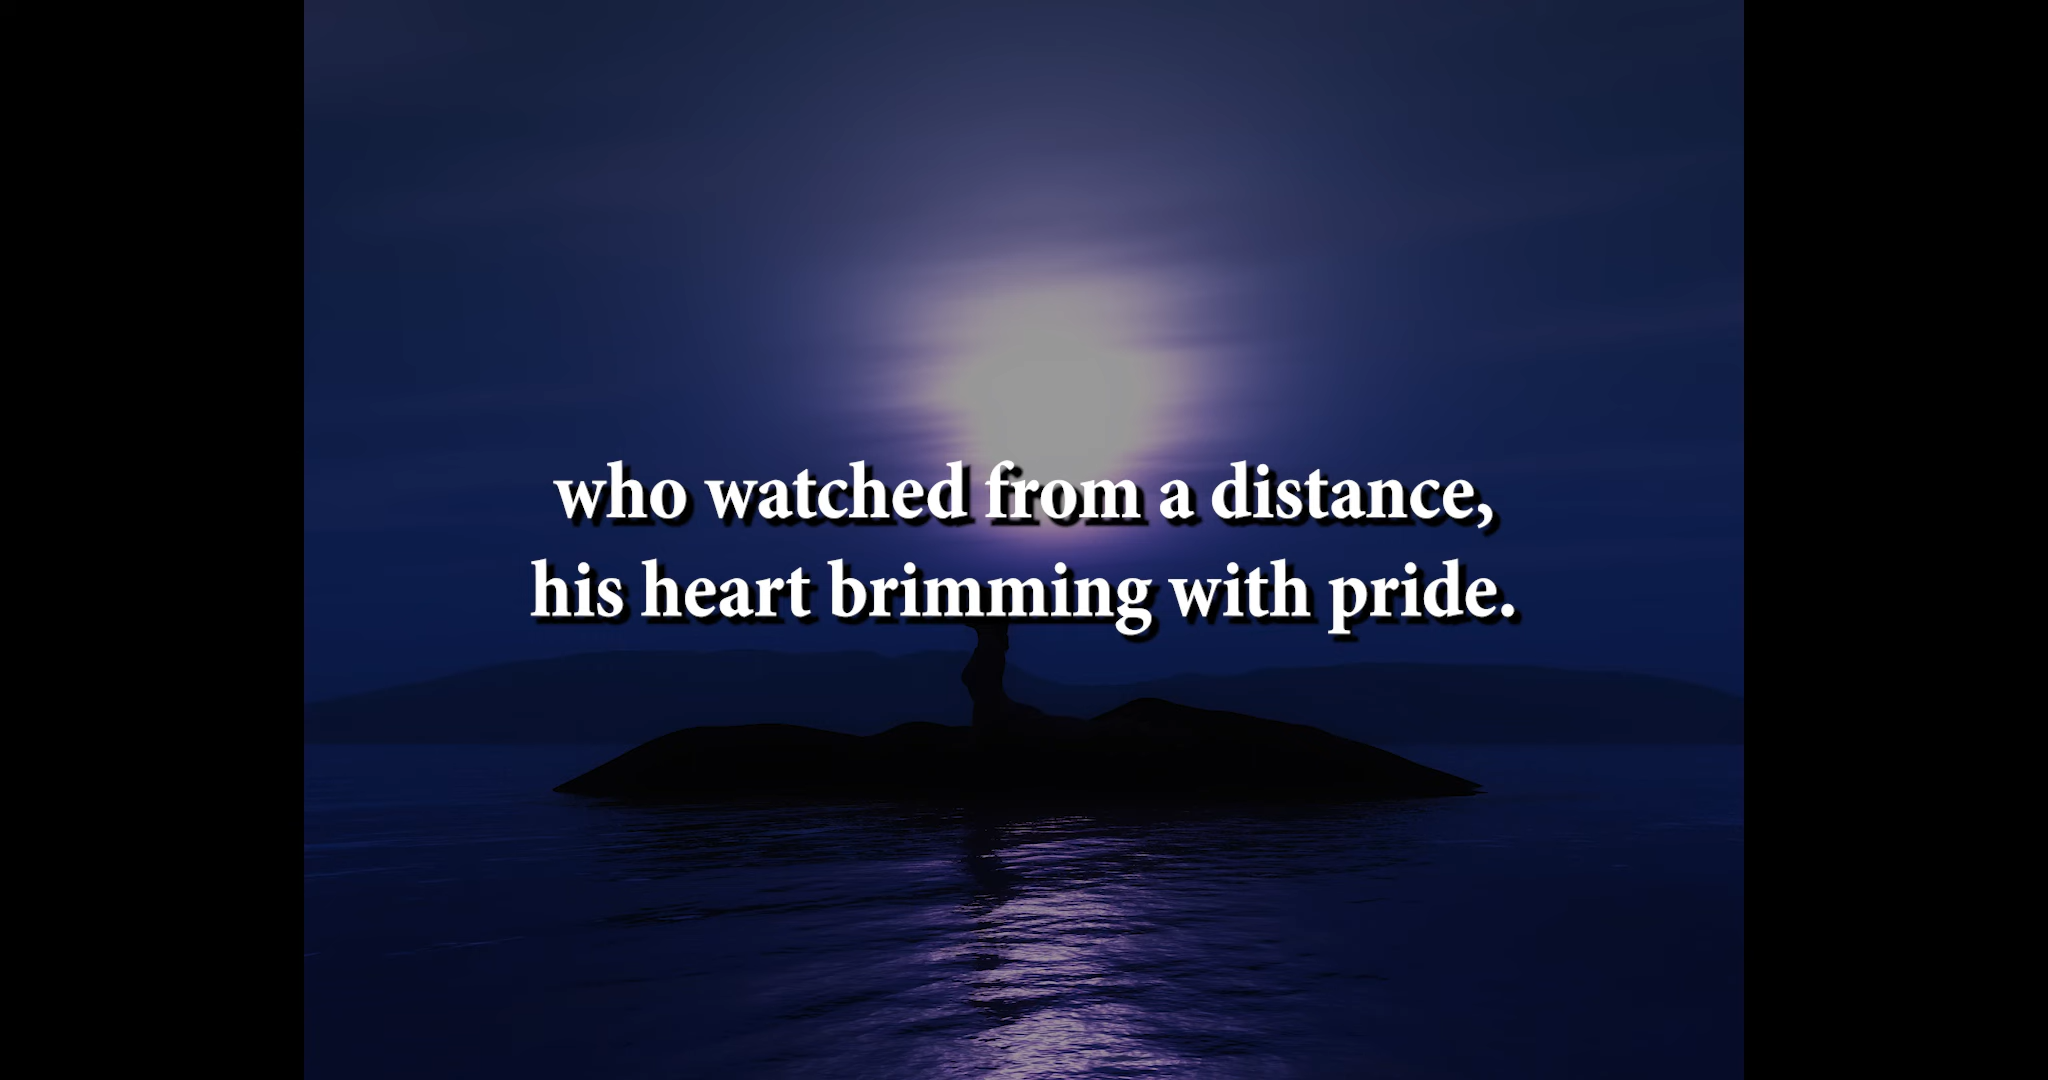 who watched from a distance,
his heart brimming with pride.